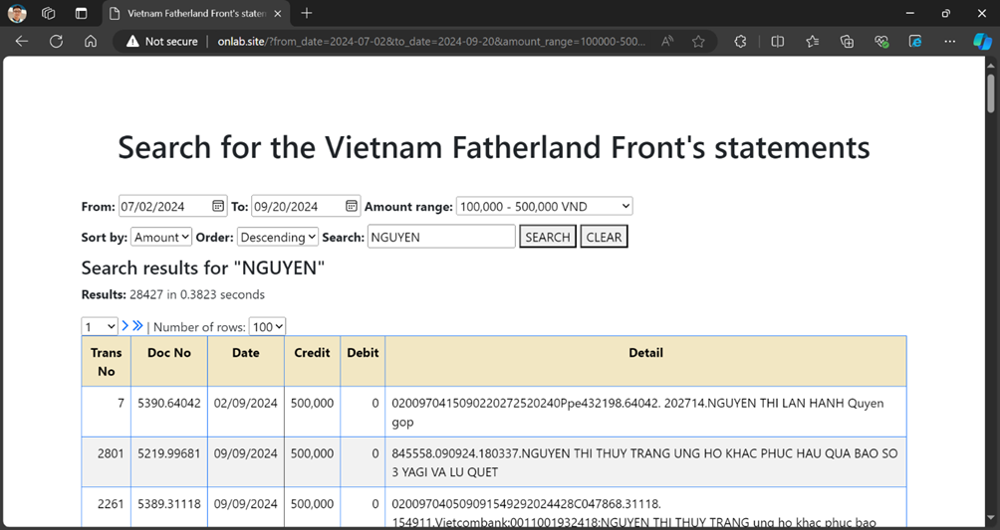 Vietnam Fatherland Front's staten
Not secure | onlab.site/?from_date=2024-07-02&to_date=2024-09-20&amount_range=100000-500...
Search for the Vietnam Fatherland Front's statements
From: 07/02/2024 To: 09/20/2024 Amount range: 100,000 - 500,000 VND
Sort by: Amount Order: Descending Search: NGUYEN SEARCH CLEAR
Search results for "NGUYEN"
Results: 28427 in 0.3823 seconds
1 | Number of rows: 100
Trans No Doc No Date Credit Debit Detail
7 5390.64042 02/09/2024 500,000 0 0200970415090220272520240Ppe432198.64042. 202714.NGUYEN THI LAN HANH Quyen
gop
2801 5219.99681 09/09/2024 500,000 0 845558.090924.180337.NGUYEN THI THUY TRANG UNG HO KHAC PHUC HAU QUA BAO SO
3 YAGI VA LU QUET
2261 5389.31118 09/09/2024 500,000 0 020097040509091549292024428C047868.31118.
154911.Vietcombank:0011001932418:NGUYEN THI THUY TRANG ung ho khac phuc bao